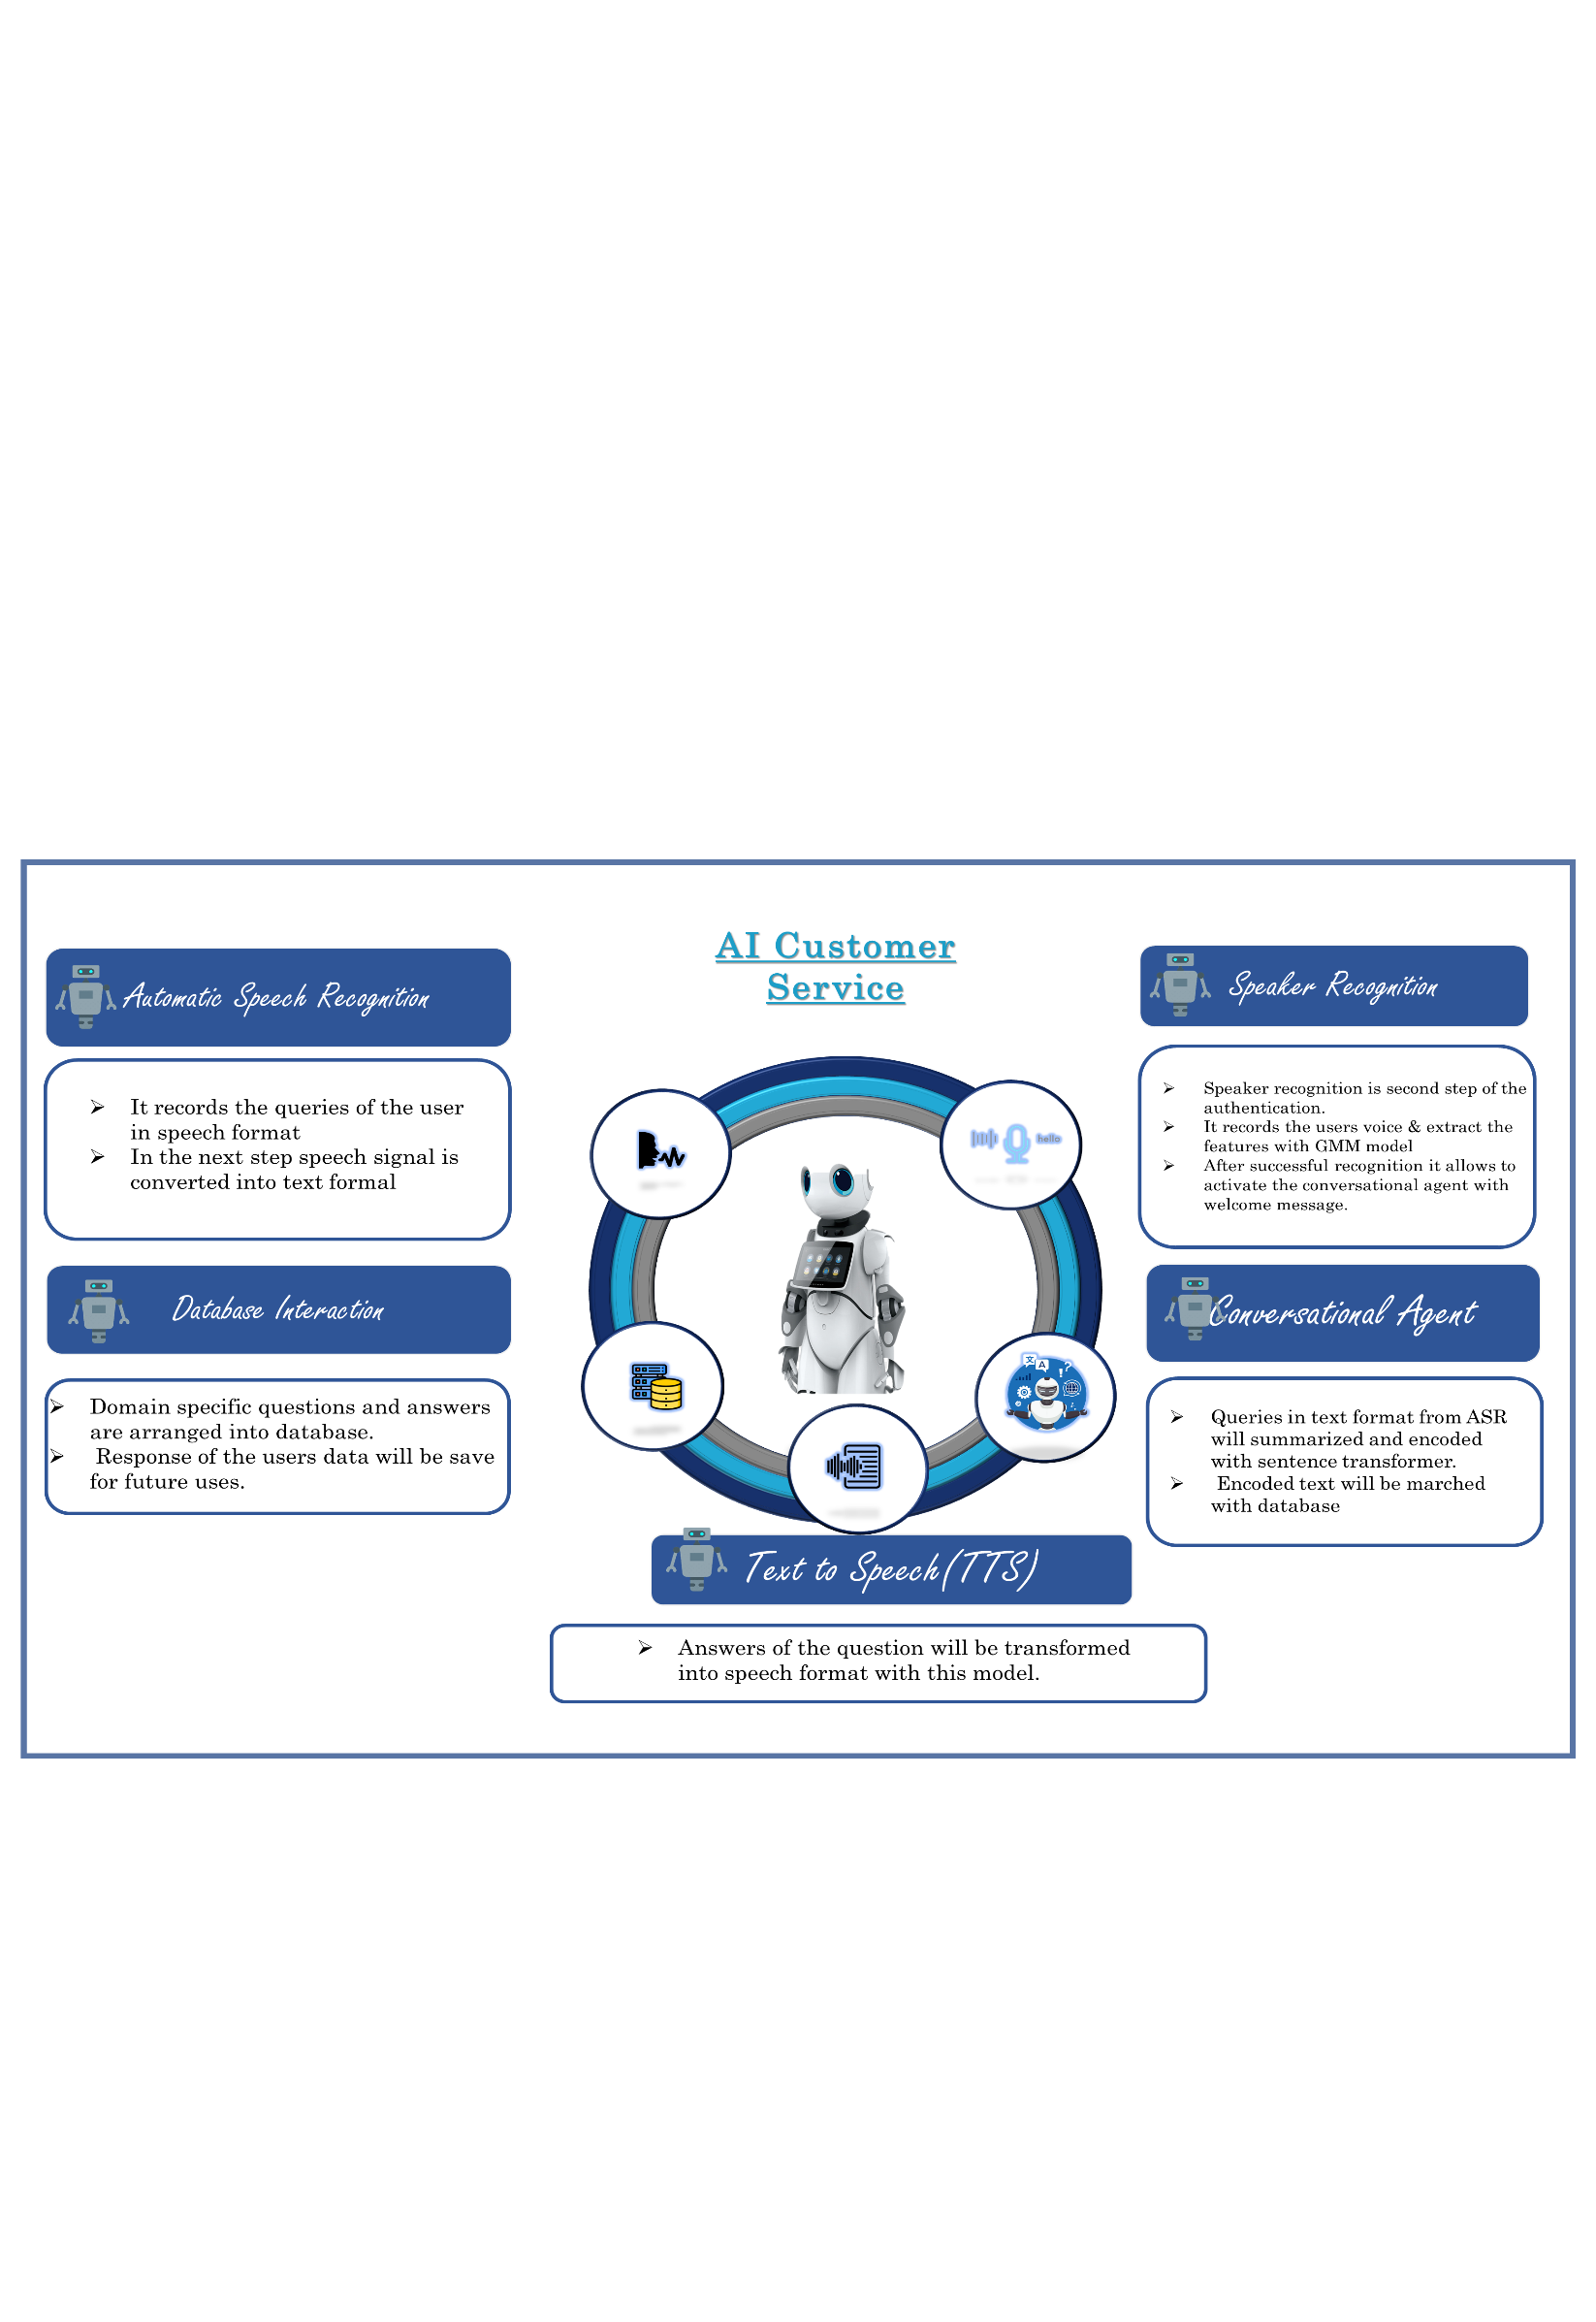 AI Customer
Service
Automatic Speech Recognition
It records the queries of the user
in speech format
In the next step speech signal is
converted into text formal
Database Interaction
Domain specific questions and answers
are arranged into database.
Response of the users data will be save
for future uses.
hello
Speaker Recognition
Speaker recognition is second step of the
authentication.
It records the users voice & extract the
features with GMM model
After successful recognition it allows to
activate the conversational agent with
welcome message.
Conversational Agent
Queries in text format from ASR
will summarized and encoded
with sentence transformer.
Encoded text will be marched
with database
Text to Speech(TTS)
Answers of the question will be transformed
into speech format with this model.